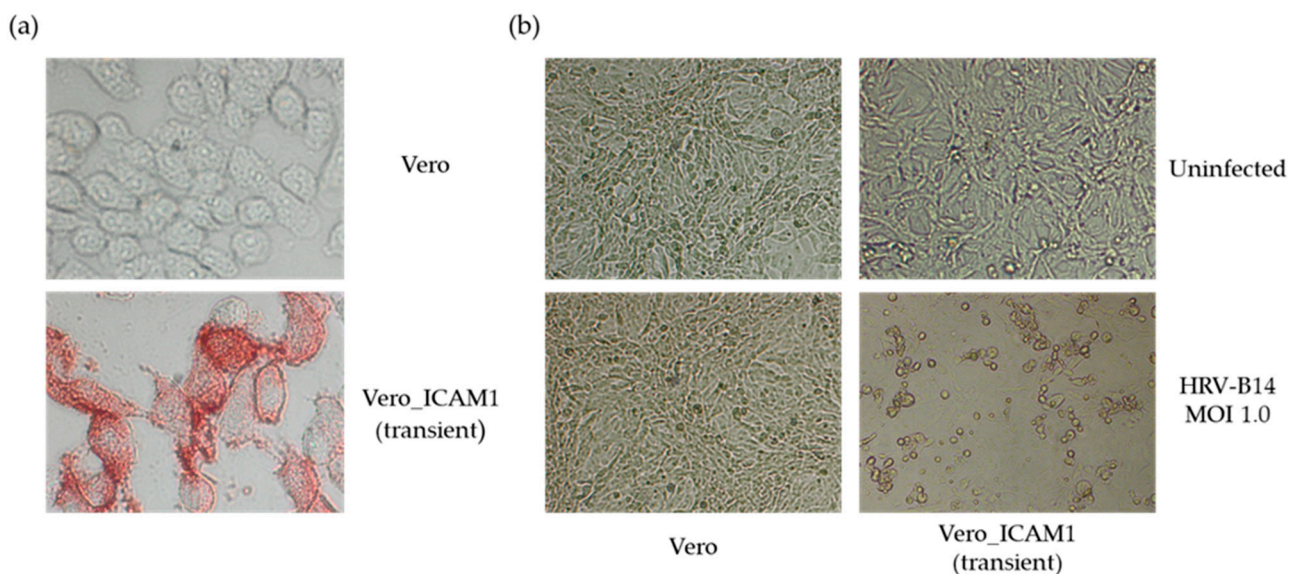 (a)
(b)
Vero
Uninfected
Vero_ICAM1
(transient)
HRV-B14
MOI 1.0
Vero
Vero_ICAM1
(transient)